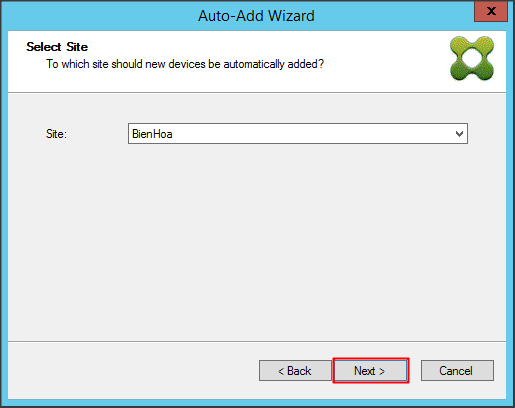 Auto-Add Wizard
X
Select Site
To which site should new devices be automatically added?
Site:
BienHoa
< Back
Next >
Cancel